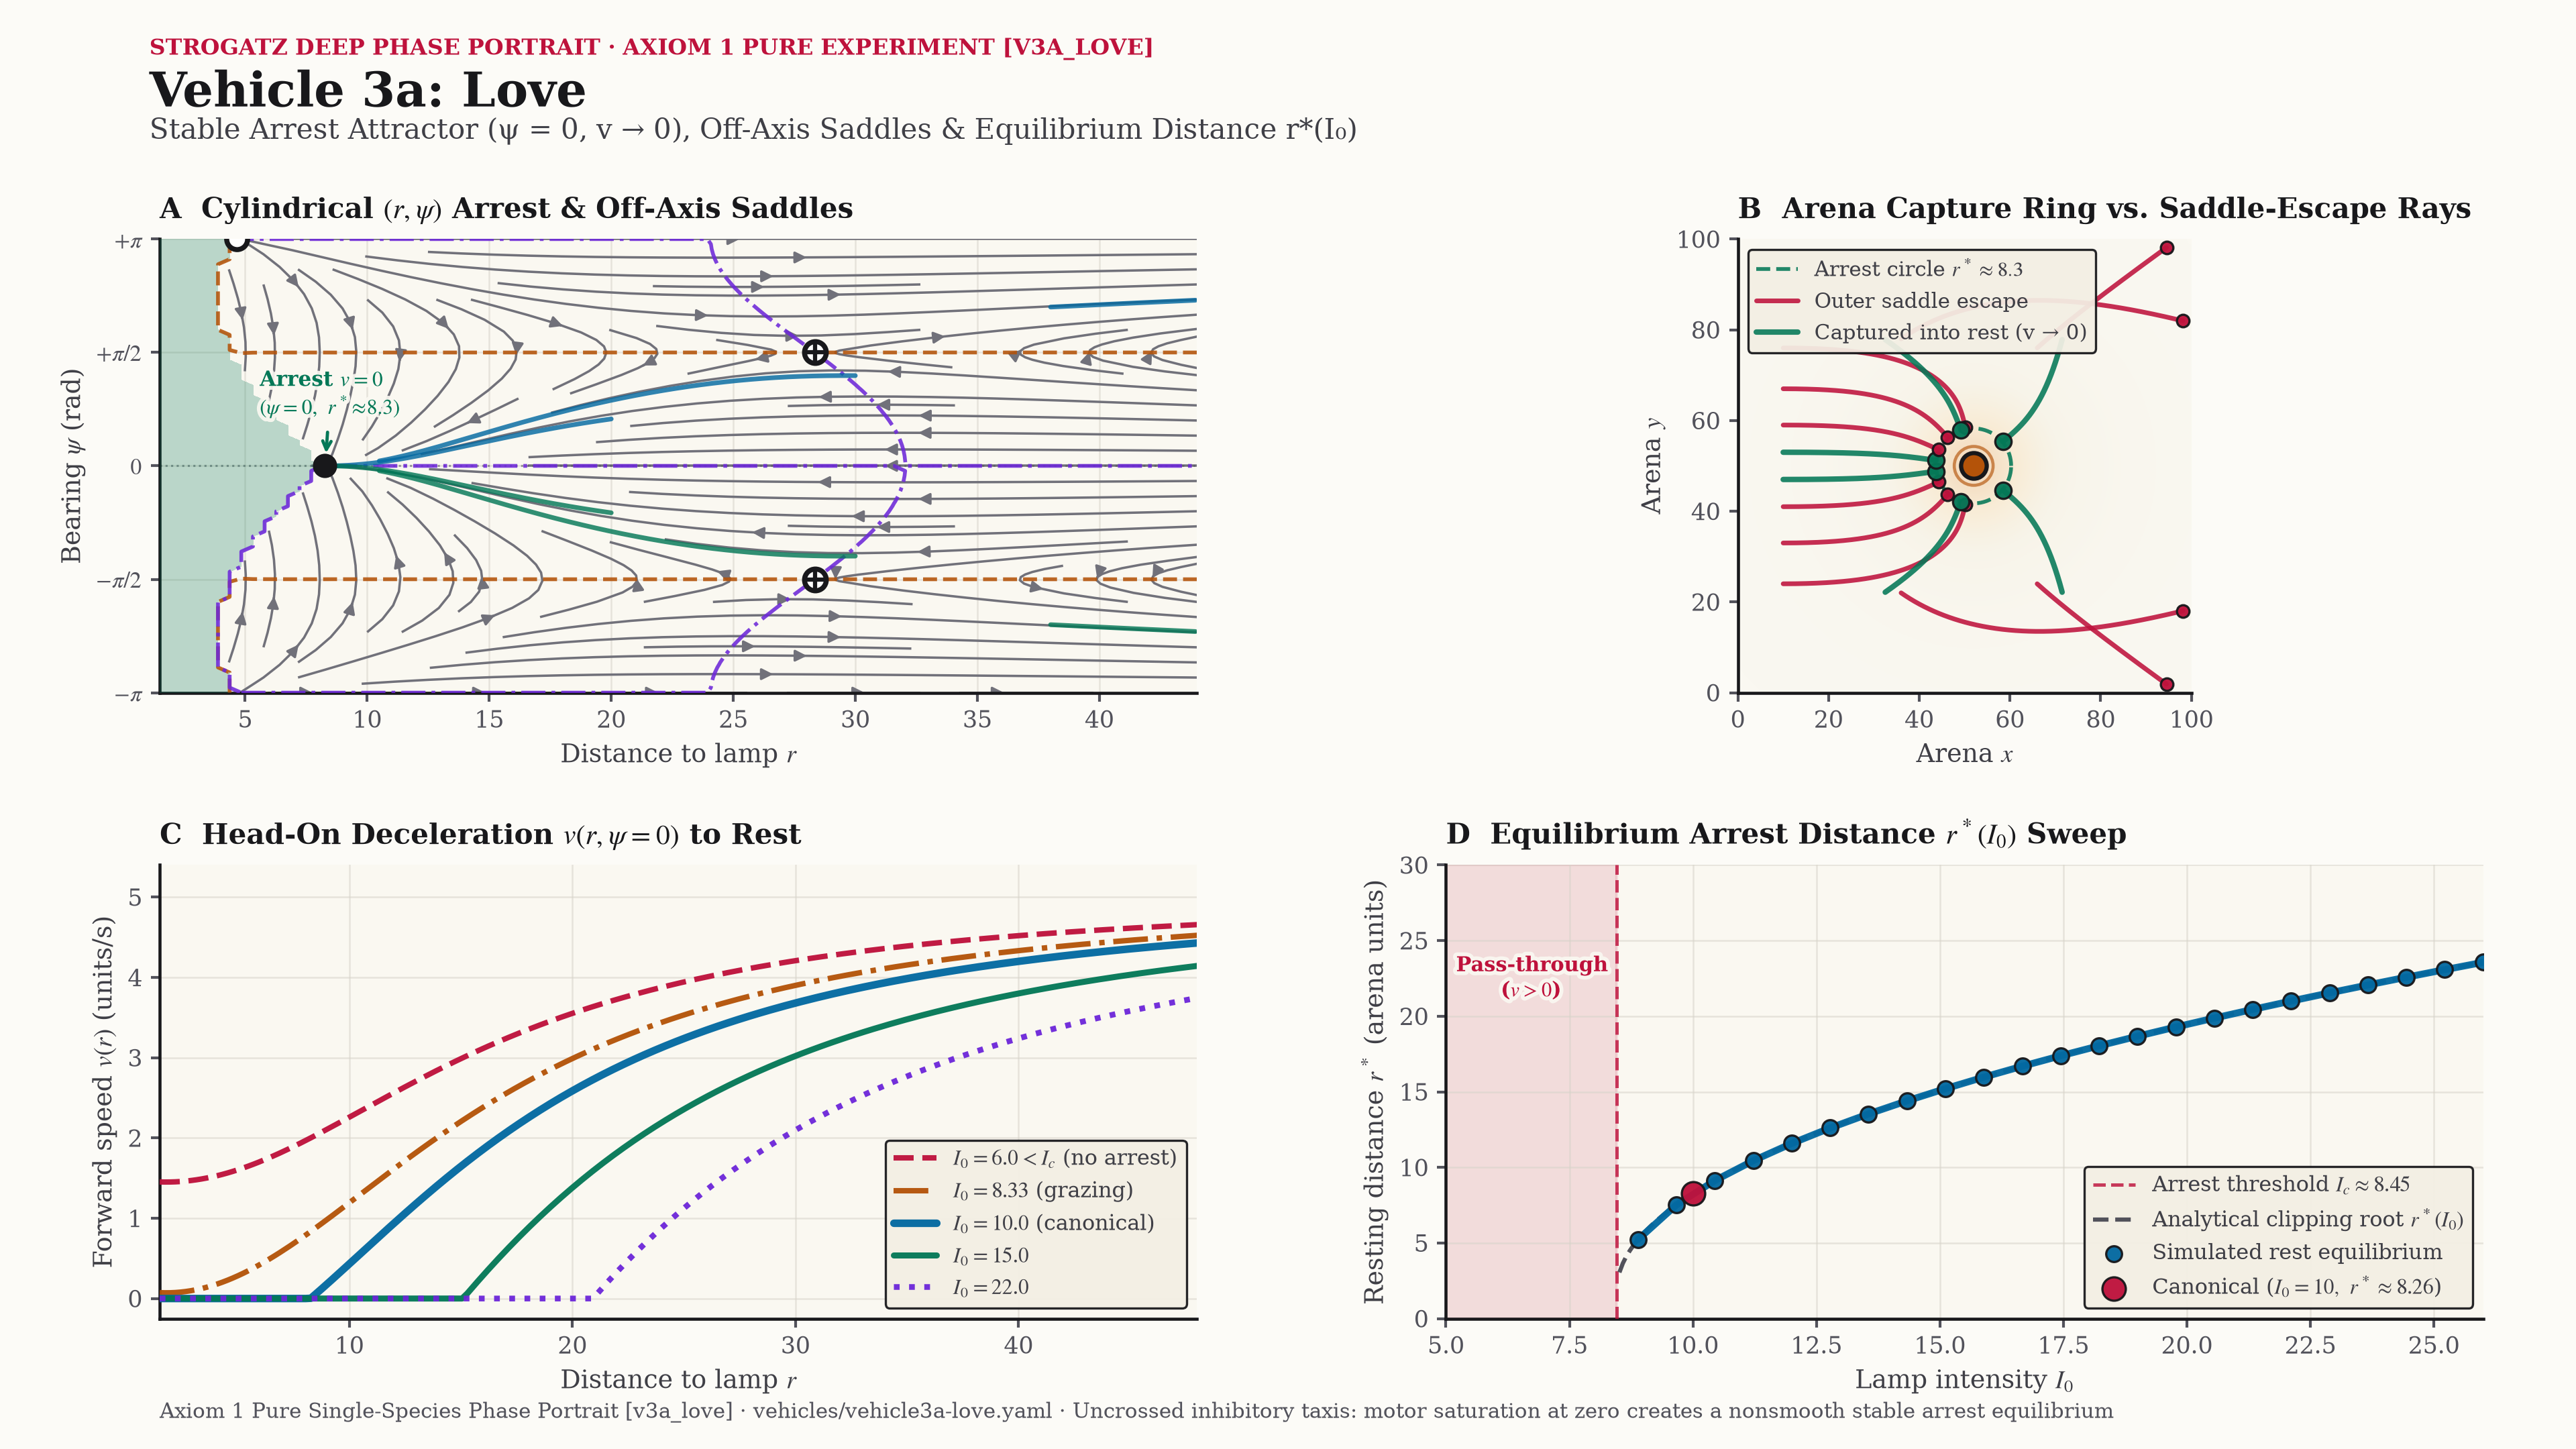 STROGATZ DEEP PHASE PORTRAIT · AXIOM 1 PURE EXPERIMENT [V3A_LOVE]
Vehicle 3a: Love
Stable Arrest Attractor (ψ = 0, v → 0), Off-Axis Saddles & Equilibrium Distance r*(I₀)
A Cylindrical (r, ψ) Arrest & Off-Axis Saddles
Bearing ψ (rad)
+π
+π/2
0
−π/2
−π
Arrest v = 0
(ψ = 0, r* ≈ 8.3)
5 10 15 20 25 30 35 40
Distance to lamp r
B Arena Capture Ring vs. Saddle-Escape Rays
Arena y
100
80
60
40
20
0
Arrest circle r* ≈ 8.3
Outer saddle escape
Captured into rest (v → 0)
0 20 40 60 80 100
Arena x
C Head-On Deceleration v(r, ψ = 0) to Rest
Forward speed v(r) (units/s)
5
4
3
2
1
0
I₀ = 6.0 < I_c (no arrest)
I₀ = 8.33 (grazing)
I₀ = 10.0 (canonical)
I₀ = 15.0
I₀ = 22.0
10 20 30 40
Distance to lamp r
D Equilibrium Arrest Distance r*(I₀) Sweep
Resting distance r* (arena units)
30
25
20
15
10
5
0
Pass-through
(v > 0)
Arrest threshold I_c ≈ 8.45
Analytical clipping root r*(I₀)
Simulated rest equilibrium
Canonical (I₀ = 10, r* ≈ 8.26)
5.0 7.5 10.0 12.5 15.0 17.5 20.0 22.5 25.0
Lamp intensity I₀
Axiom 1 Pure Single-Species Phase Portrait [v3a_love] · vehicles/vehicle3a-love.yaml · Uncrossed inhibitory taxis: motor saturation at zero creates a nonsmooth stable arrest equilibrium